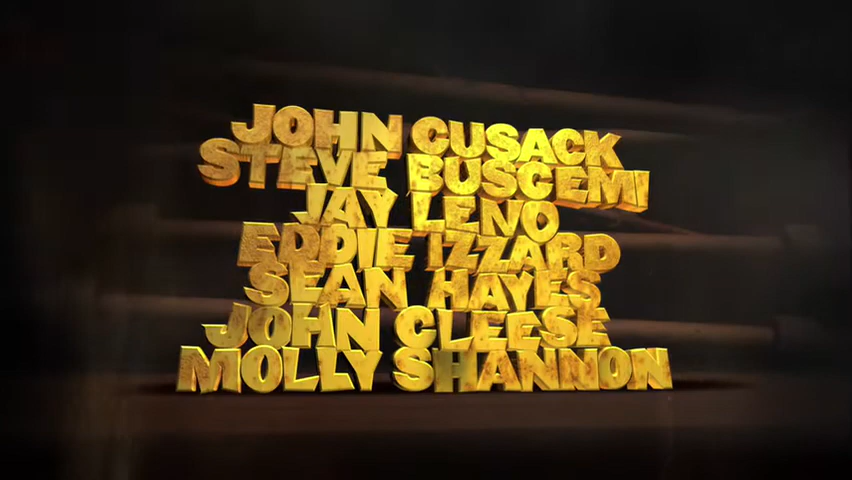 JOHN CUSACK
STEVE BUSCEMI
JAY LENO
EDDIE IZZARD
SEAN HAYES
JOHN CLEESE
MOLLY SHANNON